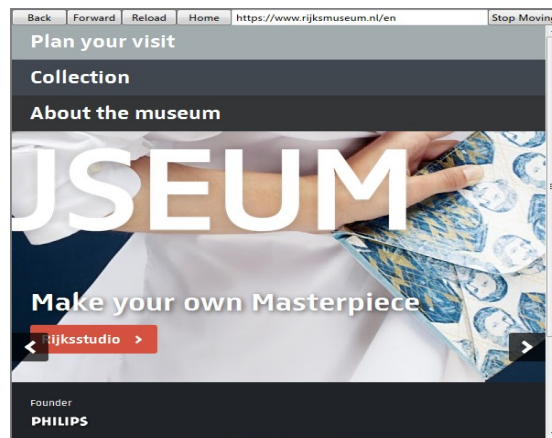 Back Forward Reload Home https://www.rijksmuseum.nl/en Stop Moving
Plan your visit
Collection
About the museum
USEUM
Make your own Masterpiece
Rijksstudio >
Founder
PHILIPS